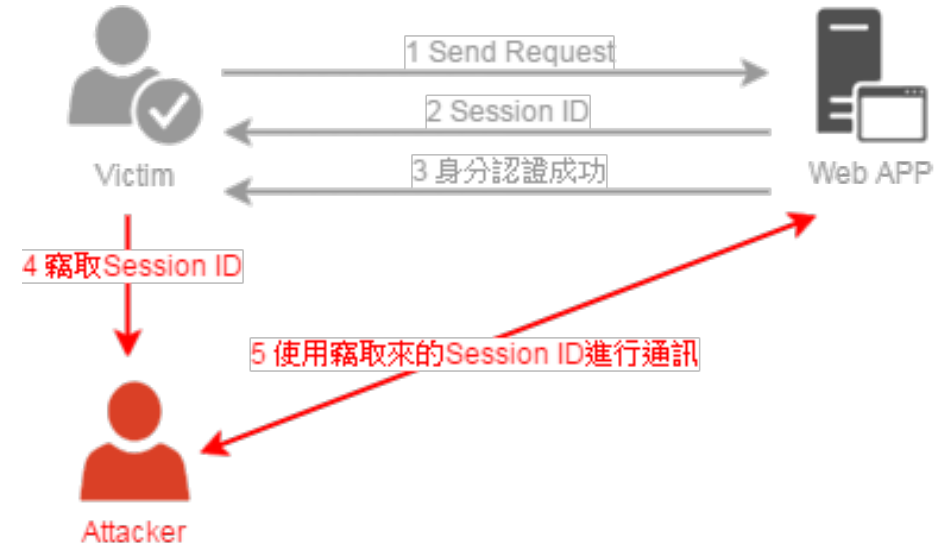 1 Send Request
2 Session ID
3 身分認證成功
Victim
Web APP
4 竊取Session ID
5 使用竊取來的Session ID進行通訊
Attacker